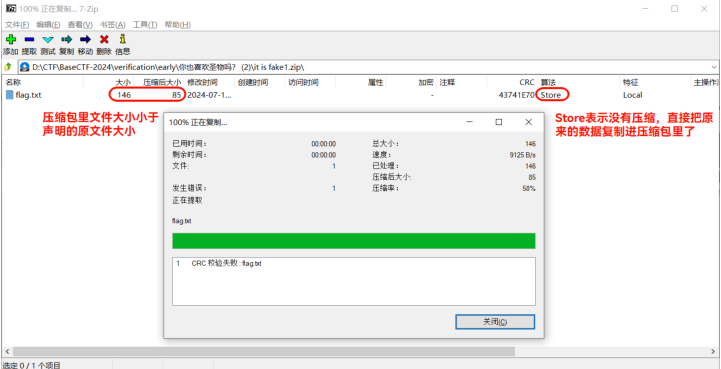 100% 正在复制... 7-Zip
文件(F) 编辑(E) 查看(V) 书签(A) 工具(T) 帮助(H)
添加 提取 测试 复制 移动 删除 信息
D:\CTF\BaseCTF-2024\verification\early\你也喜欢圣物吗? (2)\it is fake1.zip\
名称 大小 压缩后大小 修改时间 创建时间 访问时间 属性 加密 注释 CRC 算法 特征 主操作
flag.txt 146 85 2024-07-1... - 43741E70 Store Local
压缩包里文件大小小于
声明的原文件大小
Store表示没有压缩，直接把原
来的数据复制进压缩包里了
100% 正在复制...
已用时间： 00:00:00 总大小： 146
剩余时间： 00:00:00 速度： 9125 B/s
文件: 1 已处理： 146
压缩后大小: 85
发生错误： 1 压缩率： 58%
正在提取
flag.txt
1 CRC 校验失败 : flag.txt
关闭(C)
选定 0 / 1 个项目